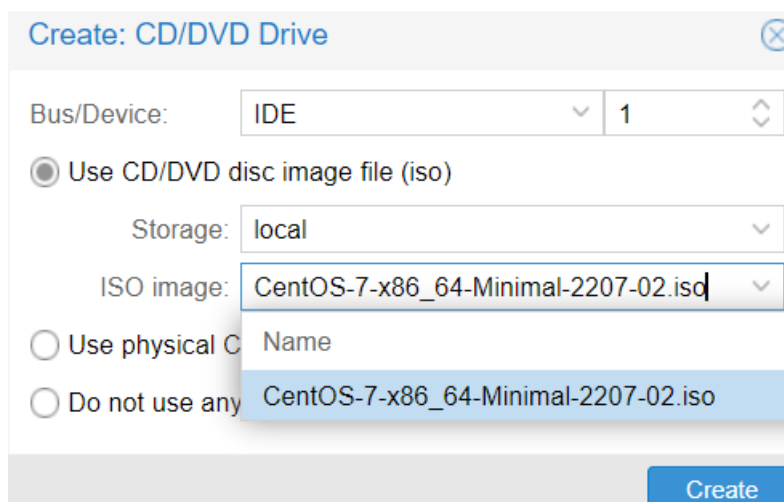 Create: CD/DVD Drive
Bus/Device: IDE 1
Use CD/DVD disc image file (iso)
Storage: local
ISO image: CentOS-7-x86_64-Minimal-2207-02.iso
Use physical C
Name
Do not use any
CentOS-7-x86_64-Minimal-2207-02.iso
Create